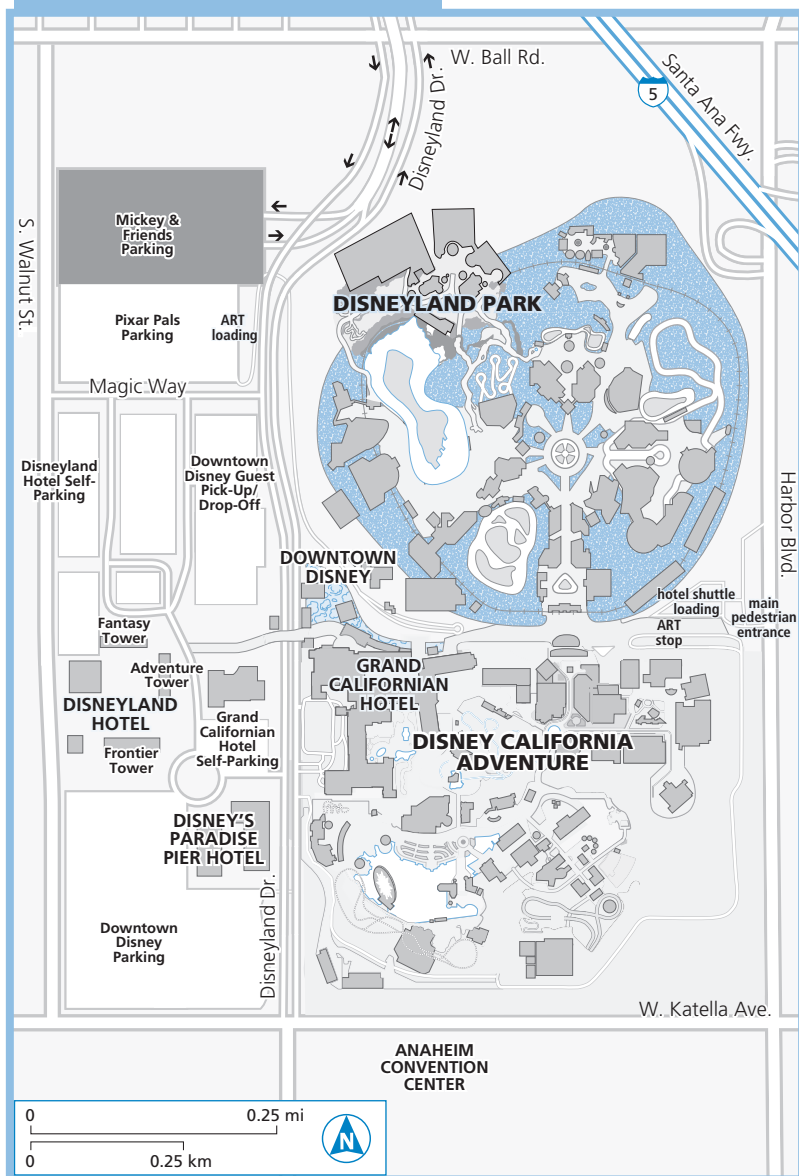 W. Ball Rd.
Disneyland Dr.
Santa Ana Fwy.
5
S. Walnut St.
Mickey &
Friends
Parking
DISNEYLAND PARK
Pixar Pals
Parking
ART
loading
Magic Way
Disneyland
Hotel Self-
Parking
Downtown
Disney Guest
Pick-Up/
Drop-Off
Harbor Blvd.
DOWNTOWN
DISNEY
hotel shuttle
loading
main
pedestrian
entrance
ART
stop
Fantasy
Tower
Adventure
Tower
GRAND
CALIFORNIAN
HOTEL
DISNEYLAND
HOTEL
Grand
Californian
Hotel
Self-Parking
Frontier
Tower
DISNEY CALIFORNIA
ADVENTURE
DISNEY'S
PARADISE
PIER HOTEL
Downtown
Disney
Parking
Disneyland Dr.
W. Katella Ave.
ANAHEIM
CONVENTION
CENTER
0 0.25 mi
0 0.25 km
N